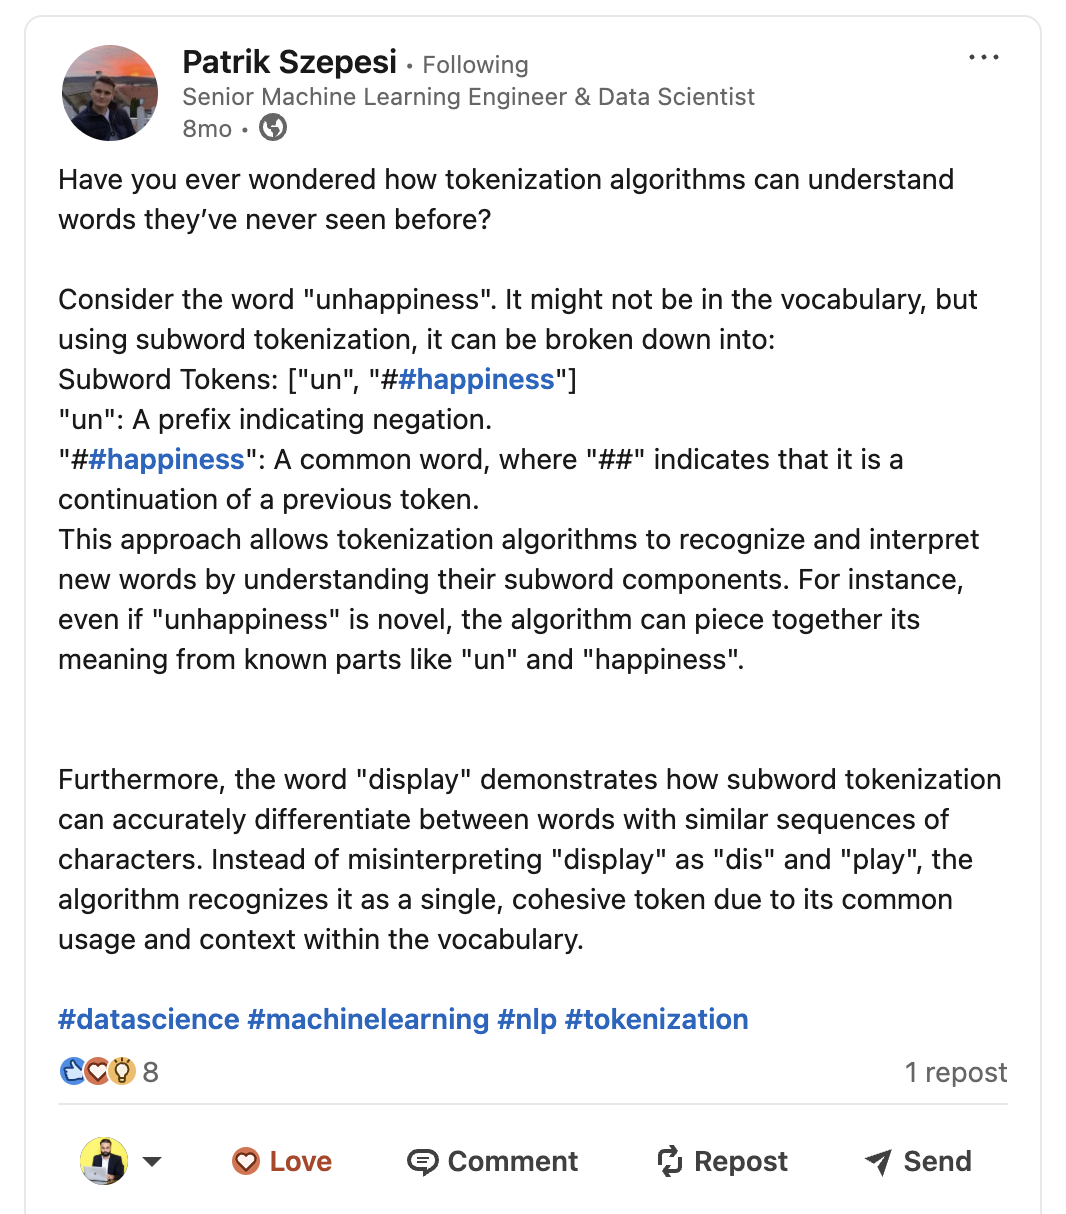 Patrik Szepesi • Following
Senior Machine Learning Engineer & Data Scientist
8mo •
Have you ever wondered how tokenization algorithms can understand
words they’ve never seen before?
Consider the word "unhappiness". It might not be in the vocabulary, but
using subword tokenization, it can be broken down into:
Subword Tokens: ["un", "##happiness"]
"un": A prefix indicating negation.
"##happiness": A common word, where "##" indicates that it is a
continuation of a previous token.
This approach allows tokenization algorithms to recognize and interpret
new words by understanding their subword components. For instance,
even if "unhappiness" is novel, the algorithm can piece together its
meaning from known parts like "un" and "happiness".
Furthermore, the word "display" demonstrates how subword tokenization
can accurately differentiate between words with similar sequences of
characters. Instead of misinterpreting "display" as "dis" and "play", the
algorithm recognizes it as a single, cohesive token due to its common
usage and context within the vocabulary.
#datascience #machinelearning #nlp #tokenization
8 1 repost
Love Comment Repost Send